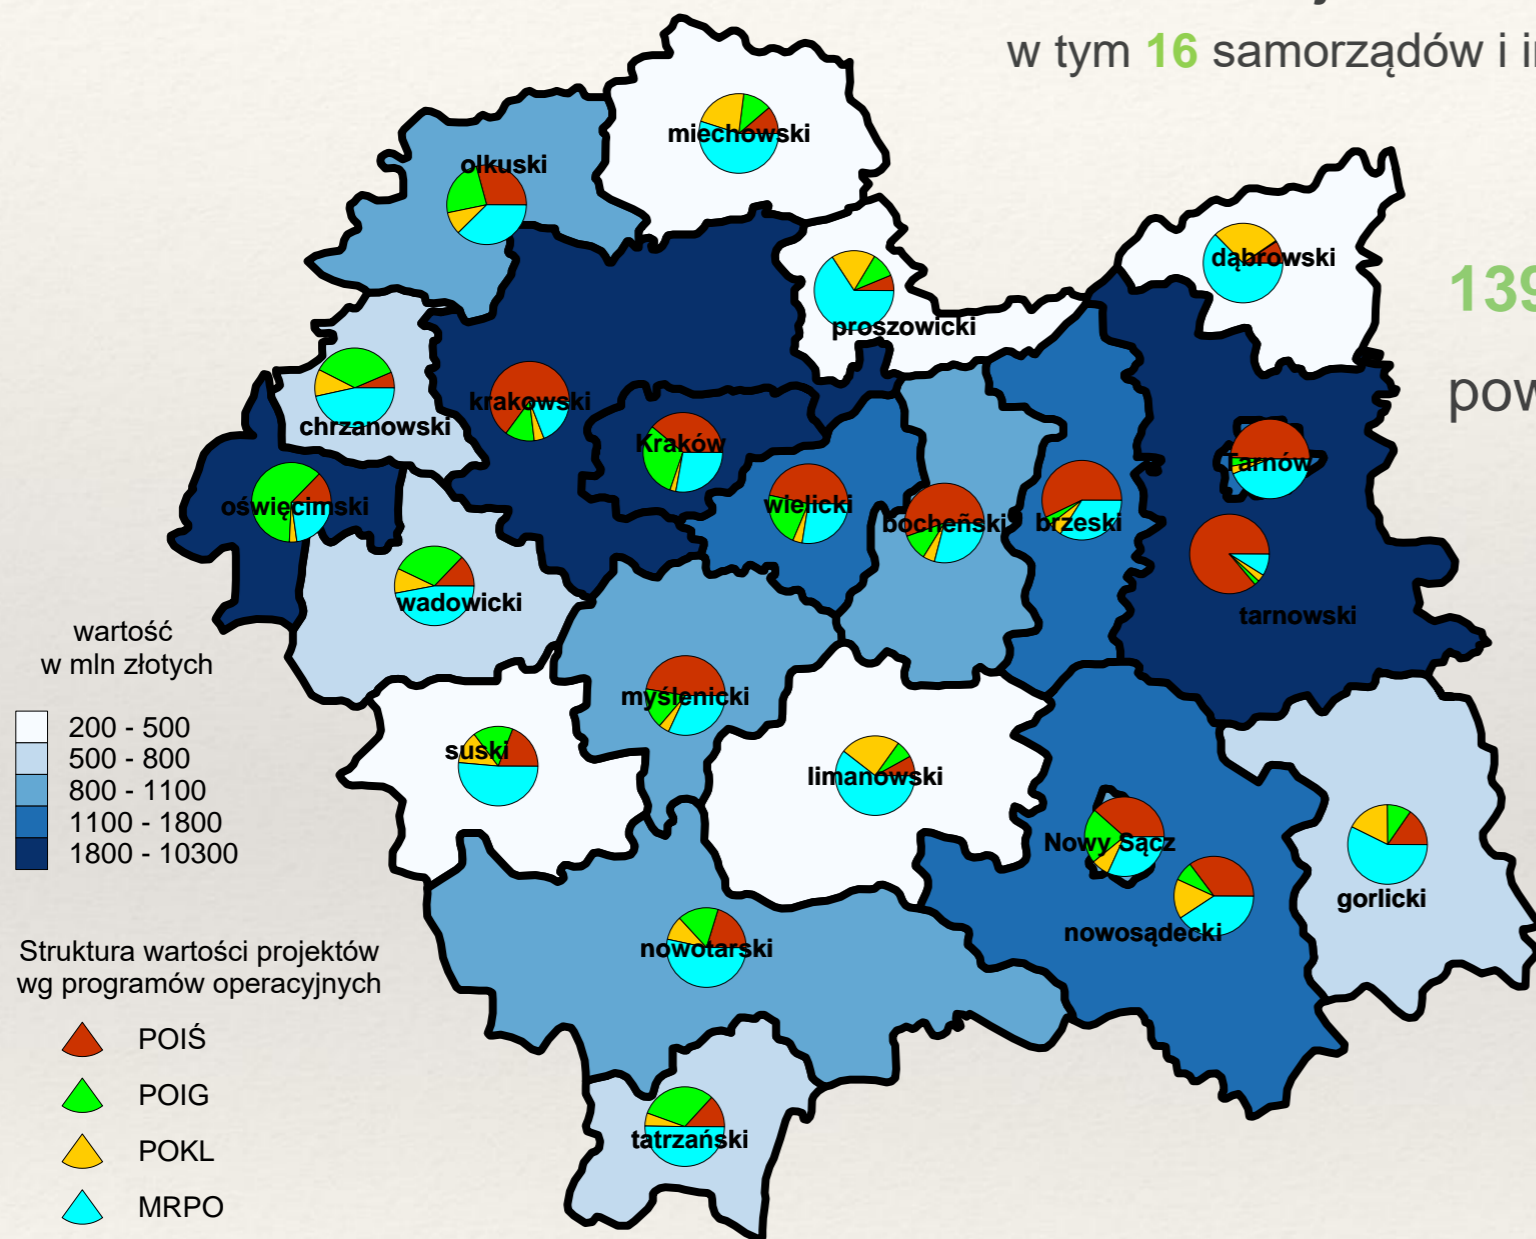 w tym 16 samorządów i
miechowski
olkuski
dąbrowski
139
proszowicki
pow
krakowski
chrzanowski
Kraków
Tarnów
oświęcimski
wielicki
bocheñski
brzeski
wadowicki
tarnowski
wartość
w mln złotych
myślenicki
200 - 500
500 - 800
800 - 1100
1100 - 1800
1800 - 10300
suski
limanowski
Nowy Sącz
gorlicki
nowosądecki
nowotarski
Struktura wartości projektów
wg programów operacyjnych
POIŚ
POIG
POKL
tatrzański
MRPO